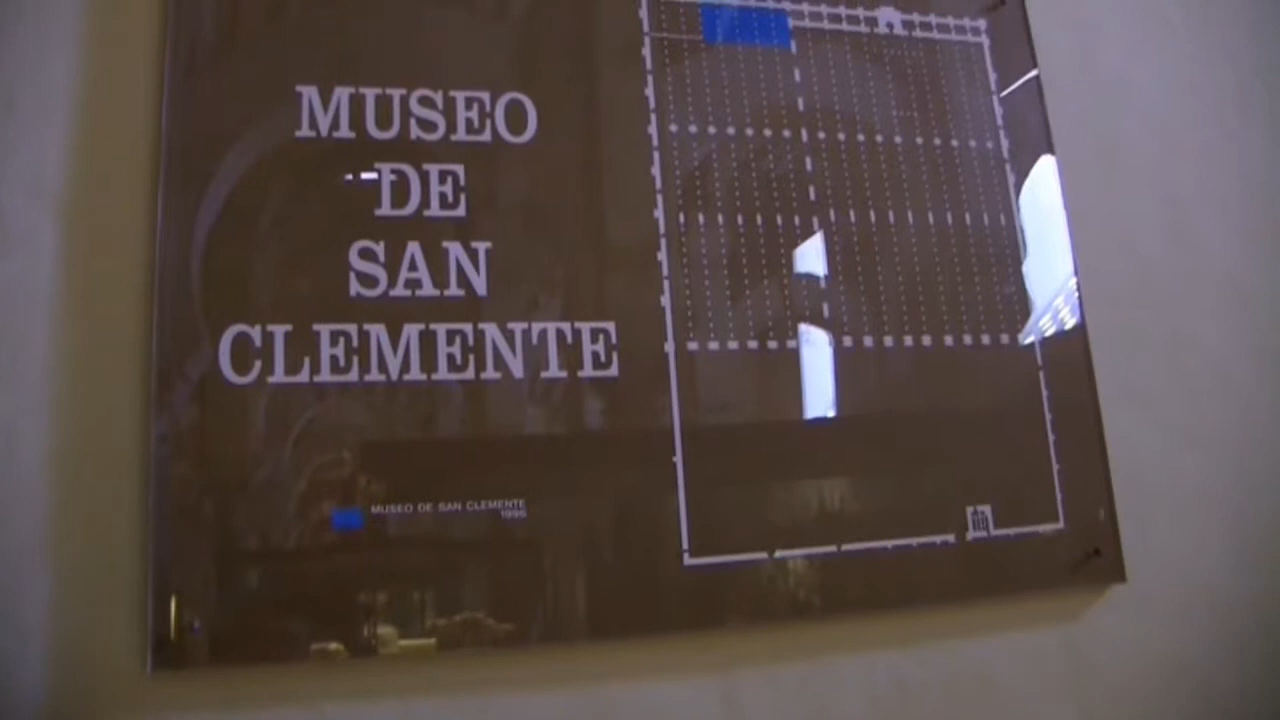 MUSEO
DE
SAN
CLEMENTE
MUSEO DE SAN CLEMENTE
1995